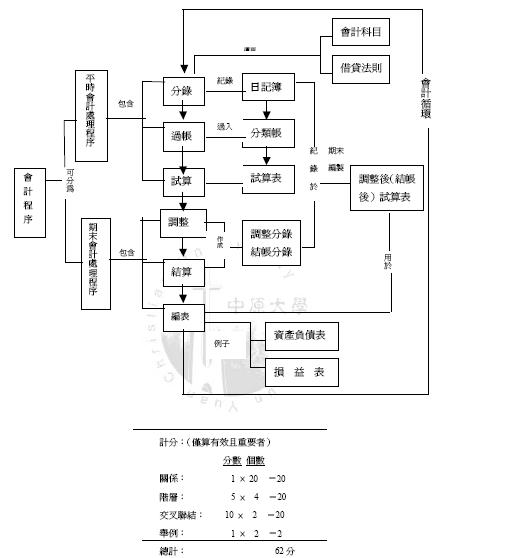 會計科目
借貸法則
會計循環
平時會計處理程序
包含
分錄
紀錄
日記簿
過帳
過入
分類帳
試算
試算表
紀錄於
期末
編製
調整後(結帳
後)試算表
會計程序
可分為
期末會計處理程序
包含
調整
作成
調整分錄
結帳分錄
結算
用於
編表
例子
資產負債表
損 益 表
中原大學
計分：(僅算有效且重要者)
分數 個數
關係： 1 × 20 =20
階層： 5 × 4 =20
交叉聯結： 10 × 2 =20
舉例： 1 × 2 =2
總計： 62 分